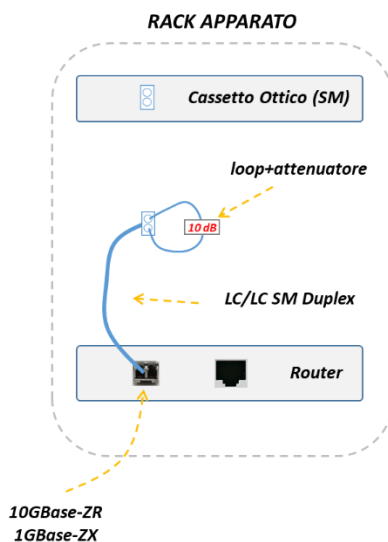 RACK APPARATO
Cassetto Ottico (SM)
loop+attenuatore
10 dB
LC/LC SM Duplex
Router
10GBase-ZR
1GBase-ZX